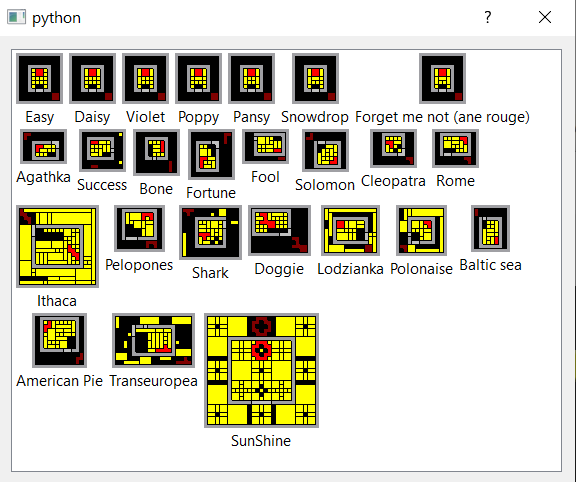 python
?
Easy Daisy Violet Poppy Pansy Snowdrop Forget me not (ane rouge)
Agathka Success Bone Fortune Fool Solomon Cleopatra Rome
Ithaca Pelopones Shark Doggie Lodzianka Polonaise Baltic sea
American Pie Transeuropea SunShine